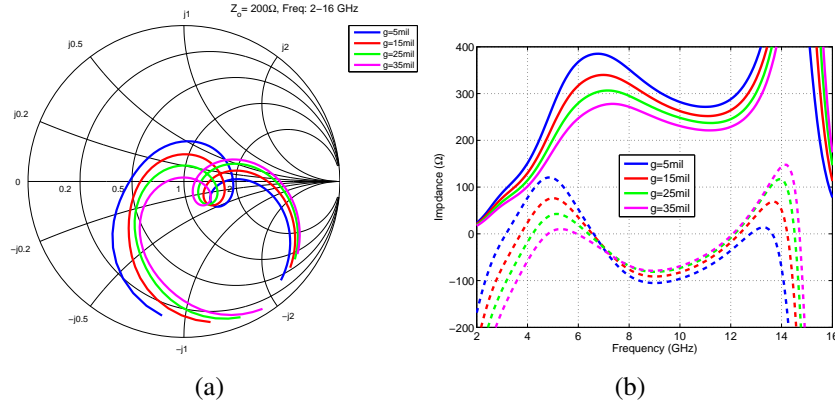 Z_o = 200Ω, Freq: 2−16 GHz
j1
j0.5
j2
j0.2
0
0.2
0.5
1
2
−j0.2
−j0.5
−j2
−j1
g=5mil
g=15mil
g=25mil
g=35mil
(a)
400
300
200
100
0
−100
−200
Impdance (Ω)
g=5mil
g=15mil
g=25mil
g=35mil
2
4
6
8
10
12
14
16
Frequency (GHz)
(b)